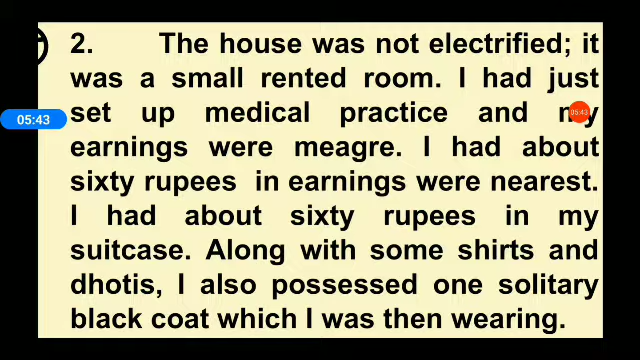 2. The house was not electrified; it
was a small rented room. I had just
set up medical practice and my
05:43
05:43
earnings were meagre. I had about
sixty rupees in earnings were nearest.
I had about sixty rupees in my
suitcase. Along with some shirts and
dhotis, I also possessed one solitary
black coat which I was then wearing.